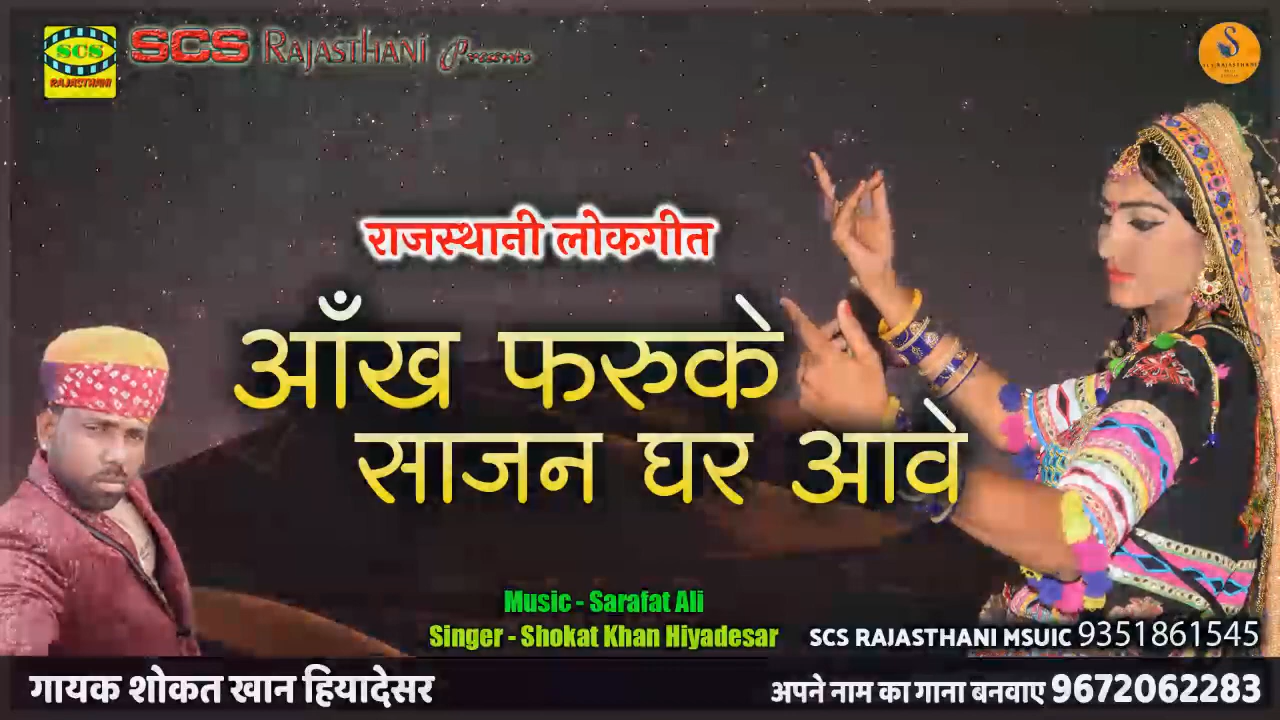 SCS
RAJASTHANI
SCS RAJASTHANI Presents
S
राजस्थानी लोकगीत
आँख फरुके
साजन घर आवे
Music - Sarafat Ali
Singer - Shokat Khan Hiyadesar
SCS RAJASTHANI MSUIC 9351861545
गायक शोकत खान हियादेसर
अपने नाम का गाना बनवाए 9672062283